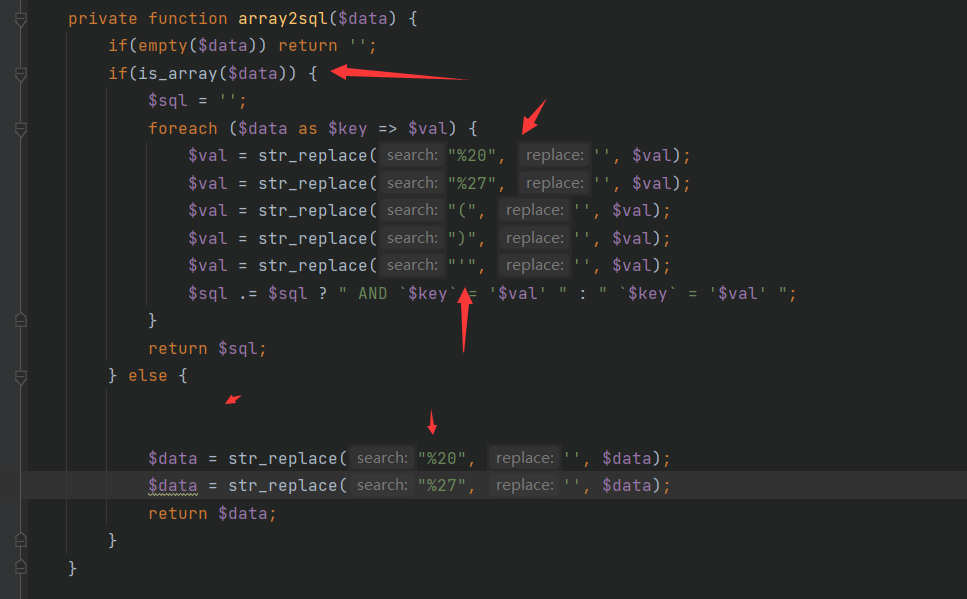 private function array2sql($data) {
if(empty($data)) return '';
if(is_array($data)) {
$sql = '';
foreach ($data as $key => $val) {
$val = str_replace( search: "%20", replace: '', $val);
$val = str_replace( search: "%27", replace: '', $val);
$val = str_replace( search: "(", replace: '', $val);
$val = str_replace( search: ")", replace: '', $val);
$val = str_replace( search: "'", replace: '', $val);
$sql .= $sql ? " AND `$key` = '$val' " : " `$key` = '$val' ";
}
return $sql;
} else {
$data = str_replace( search: "%20", replace: '', $data);
$data = str_replace( search: "%27", replace: '', $data);
return $data;
}
}